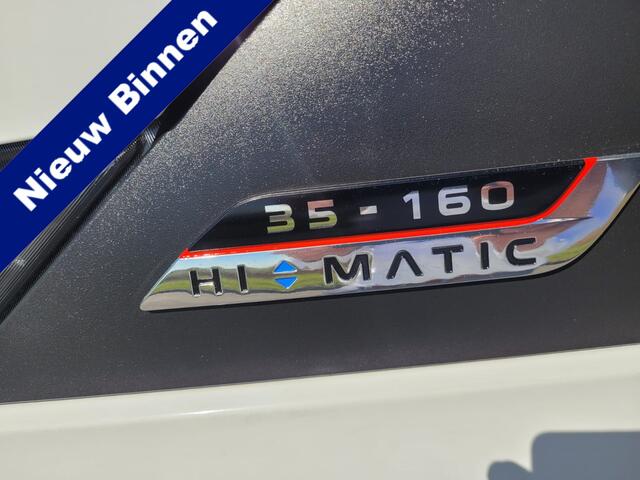 Nieuw Binnen
35 - 160
HI MATIC